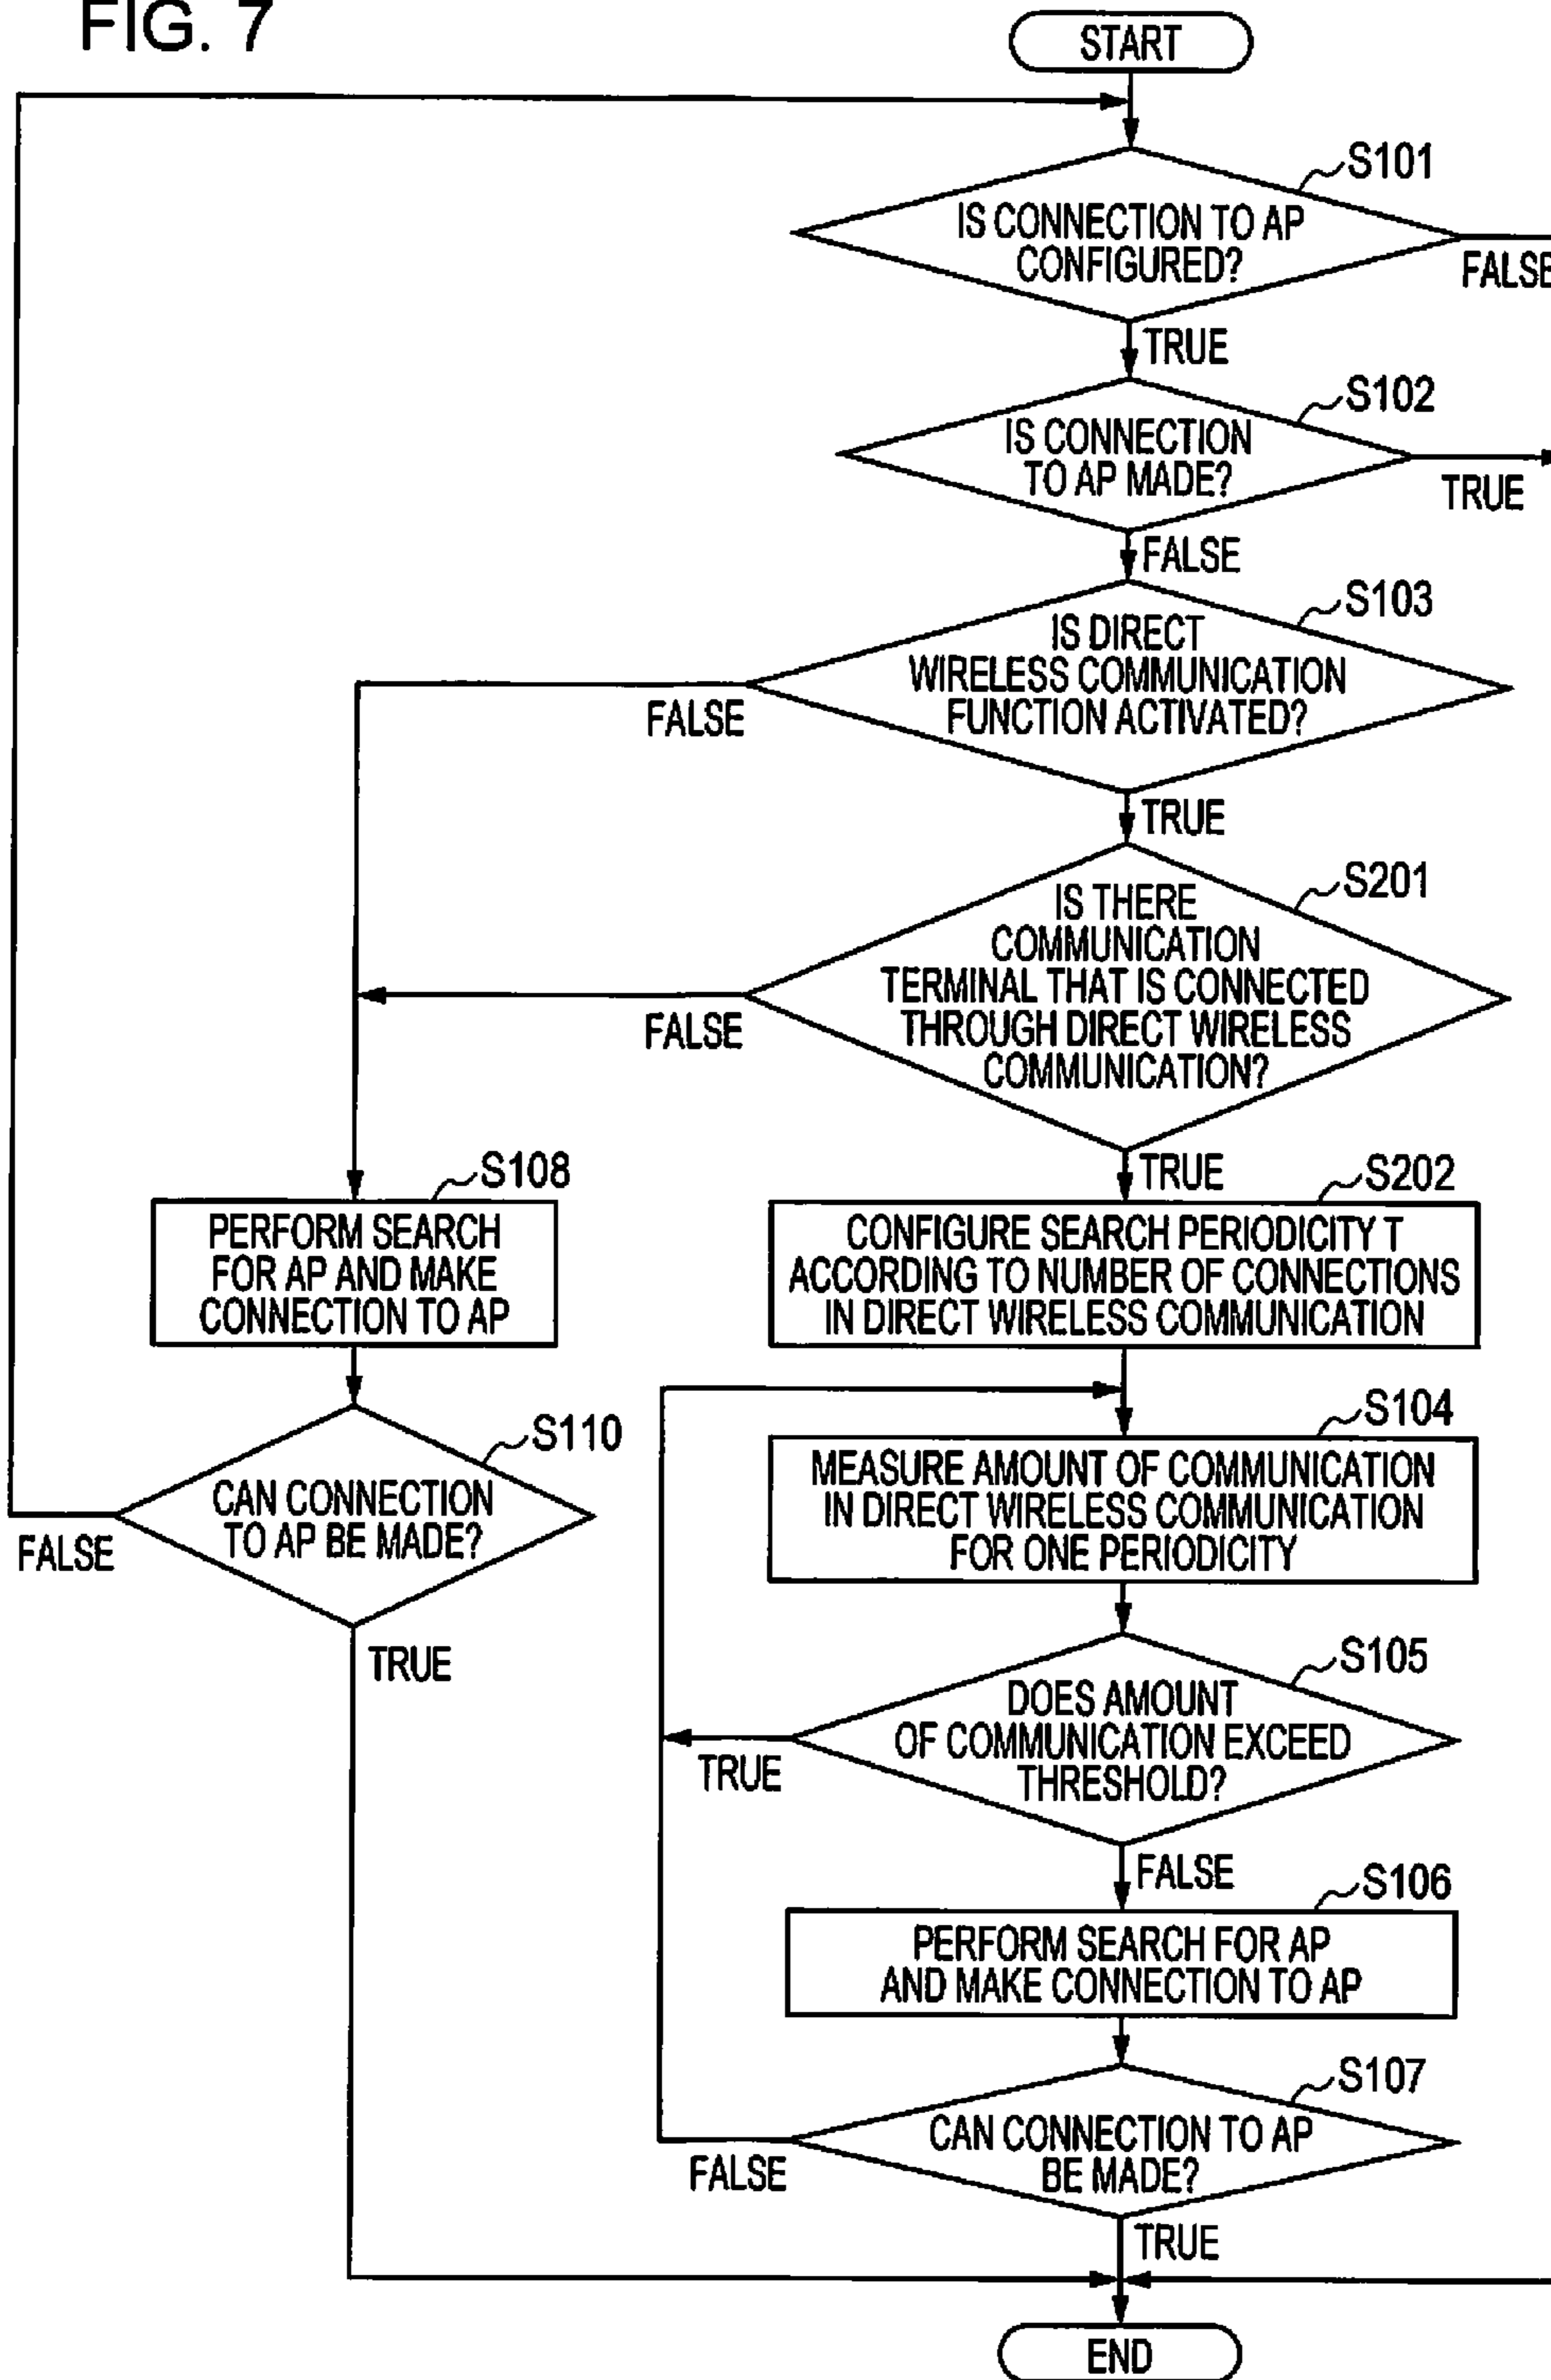 FIG. 7
START
S101
IS CONNECTION TO AP
CONFIGURED?
FALSE
TRUE
S102
IS CONNECTION
TO AP MADE?
TRUE
FALSE
S103
IS DIRECT
WIRELESS COMMUNICATION
FUNCTION ACTIVATED?
FALSE
TRUE
S201
IS THERE
COMMUNICATION
TERMINAL THAT IS CONNECTED
THROUGH DIRECT WIRELESS
COMMUNICATION?
FALSE
TRUE
S108
PERFORM SEARCH
FOR AP AND MAKE
CONNECTION TO AP
S202
CONFIGURE SEARCH PERIODICITY T
ACCORDING TO NUMBER OF CONNECTIONS
IN DIRECT WIRELESS COMMUNICATION
S110
CAN CONNECTION
TO AP BE MADE?
FALSE
TRUE
S104
MEASURE AMOUNT OF COMMUNICATION
IN DIRECT WIRELESS COMMUNICATION
FOR ONE PERIODICITY
S105
DOES AMOUNT
OF COMMUNICATION EXCEED
THRESHOLD?
TRUE
FALSE
S106
PERFORM SEARCH FOR AP
AND MAKE CONNECTION TO AP
S107
CAN CONNECTION TO AP
BE MADE?
FALSE
TRUE
END